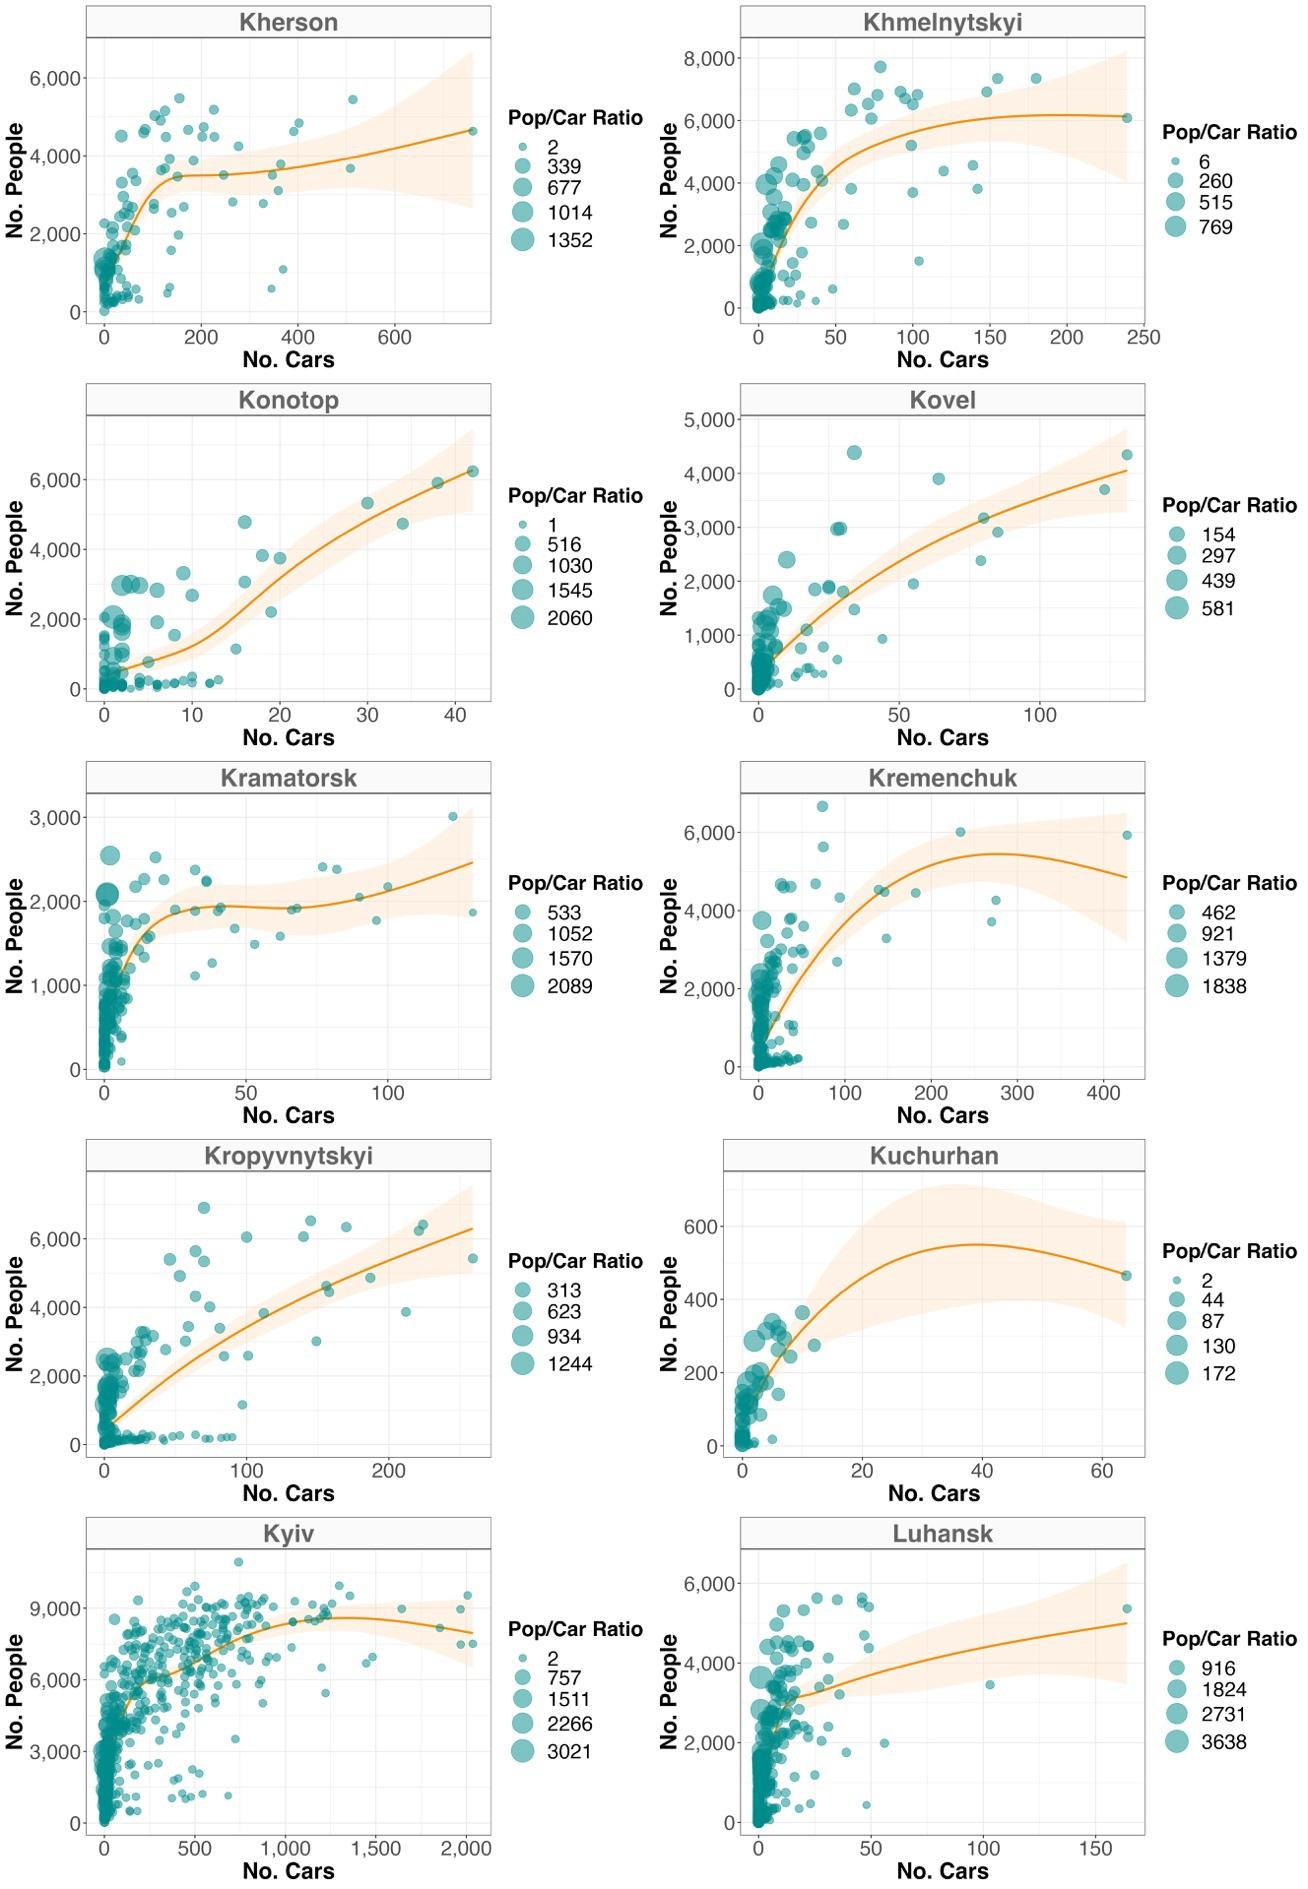 Kherson
No. People
6,000
4,000
2,000
0
0 200 400 600
No. Cars
Pop/Car Ratio
2
339
677
1014
1352
Khmelnytskyi
No. People
8,000
6,000
4,000
2,000
0
0 50 100 150 200 250
No. Cars
Pop/Car Ratio
6
260
515
769
Konotop
No. People
6,000
4,000
2,000
0
0 10 20 30 40
No. Cars
Pop/Car Ratio
1
516
1030
1545
2060
Kovel
No. People
5,000
4,000
3,000
2,000
1,000
0
0 50 100
No. Cars
Pop/Car Ratio
154
297
439
581
Kramatorsk
No. People
3,000
2,000
1,000
0
0 50 100
No. Cars
Pop/Car Ratio
533
1052
1570
2089
Kremenchuk
No. People
6,000
4,000
2,000
0
0 100 200 300 400
No. Cars
Pop/Car Ratio
462
921
1379
1838
Kropyvnytskyi
No. People
6,000
4,000
2,000
0
0 100 200
No. Cars
Pop/Car Ratio
313
623
934
1244
Kuchurhan
No. People
600
400
200
0
0 20 40 60
No. Cars
Pop/Car Ratio
2
44
87
130
172
Kyiv
No. People
9,000
6,000
3,000
0
0 500 1,000 1,500 2,000
No. Cars
Pop/Car Ratio
2
757
1511
2266
3021
Luhansk
No. People
6,000
4,000
2,000
0
0 50 100 150
No. Cars
Pop/Car Ratio
916
1824
2731
3638